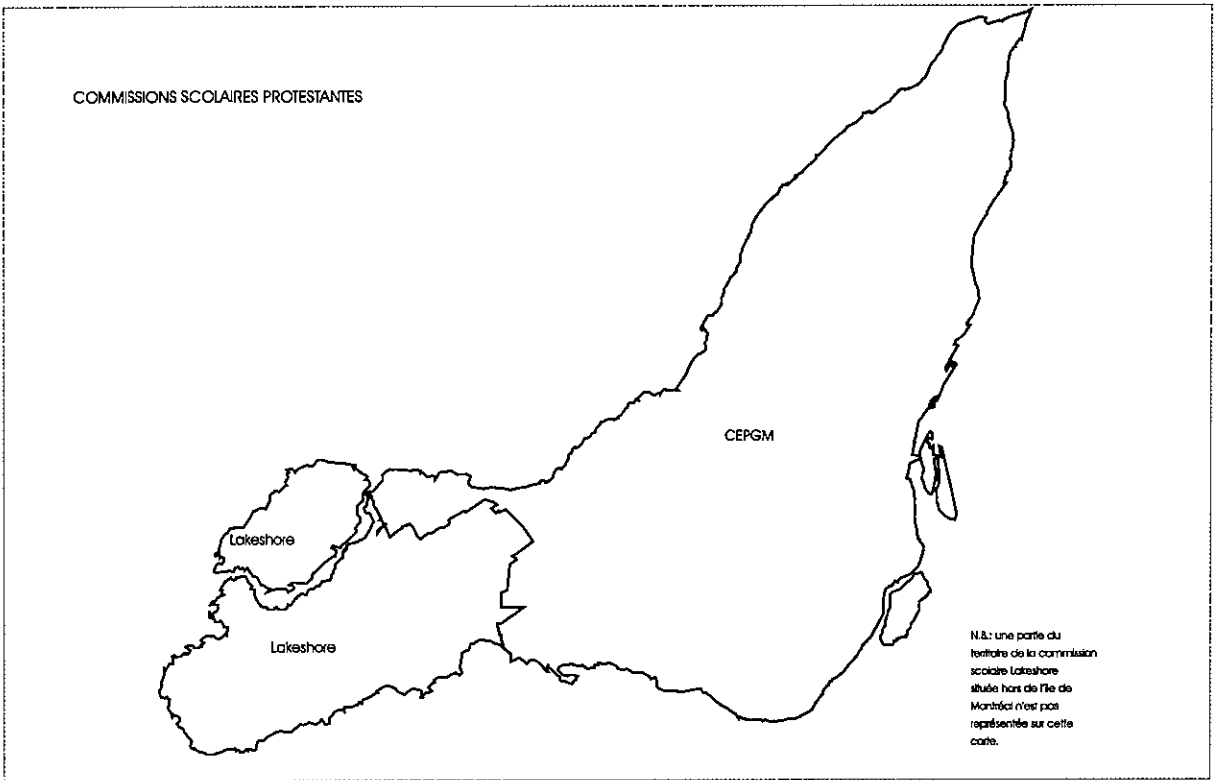 COMMISSIONS SCOLAIRES PROTESTANTES
CEPGM
Lakeshore
Lakeshore
N.B.: une partie du
territoire de la commission
scolaire Lakeshore
située hors de l'île de
Montréal n'est pas
représentée sur cette
carte.